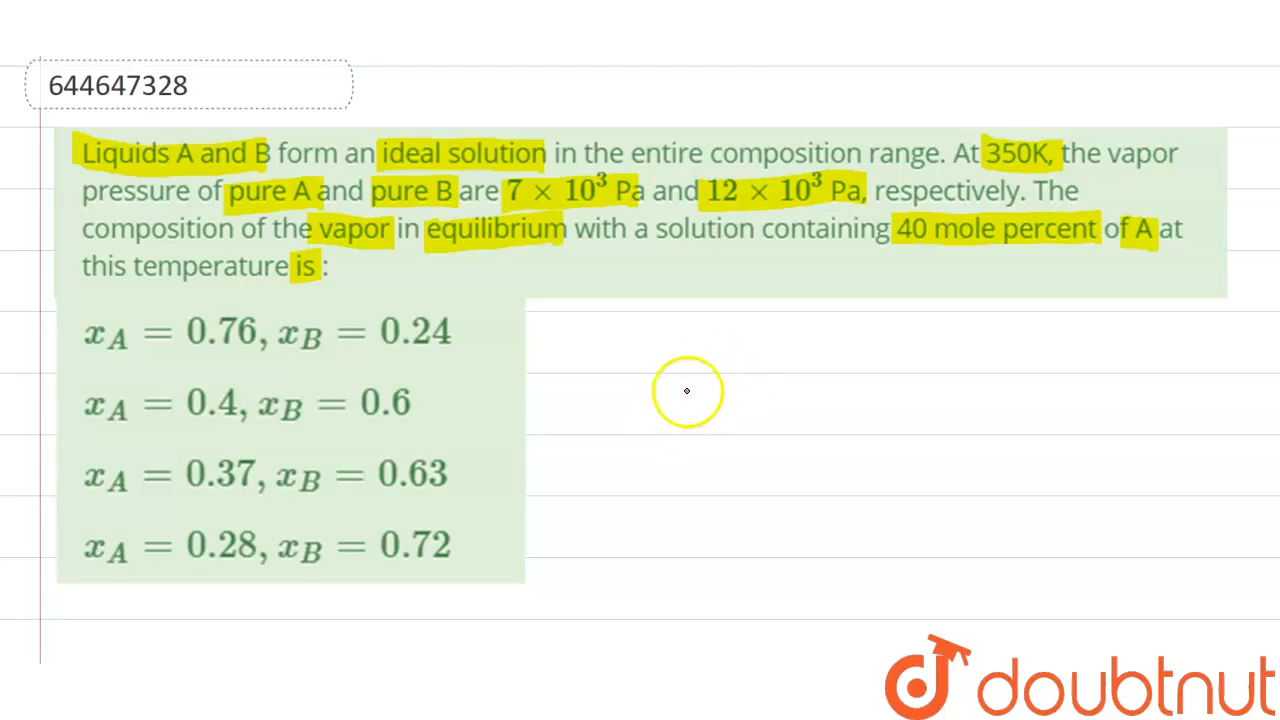 644647328
Liquids A and B form an ideal solution in the entire composition range. At 350K, the vapor
pressure of pure A and pure B are 7 × 10³ Pa and 12 × 10³ Pa, respectively. The
composition of the vapor in equilibrium with a solution containing 40 mole percent of A at
this temperature is :
x_A = 0.76, x_B = 0.24
x_A = 0.4, x_B = 0.6
x_A = 0.37, x_B = 0.63
x_A = 0.28, x_B = 0.72
doubtnut